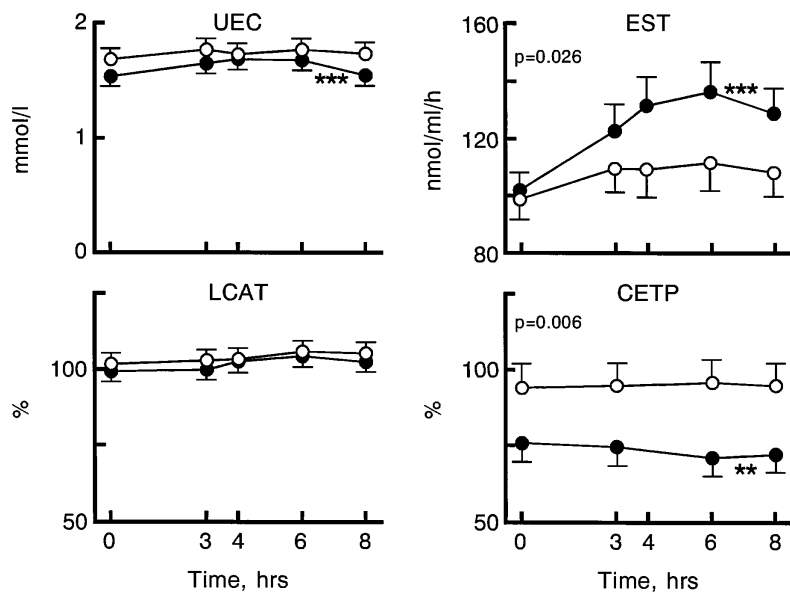 UEC
2
1
0
mmol/l
***
EST
p=0.026
160
120
80
nmol/ml/h
***
LCAT
100
50
%
0 3 4 6 8
Time, hrs
CETP
p=0.006
100
50
%
**
0 3 4 6 8
Time, hrs